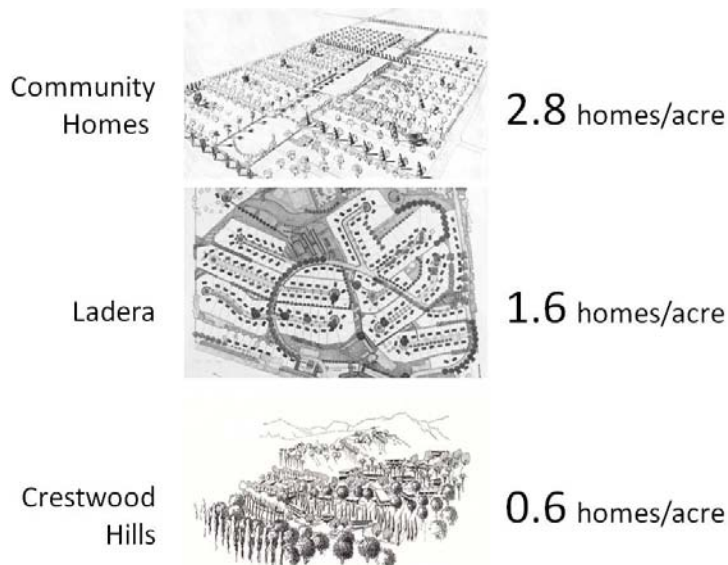 Community
Homes
2.8 homes/acre
Ladera
1.6 homes/acre
Crestwood
Hills
0.6 homes/acre